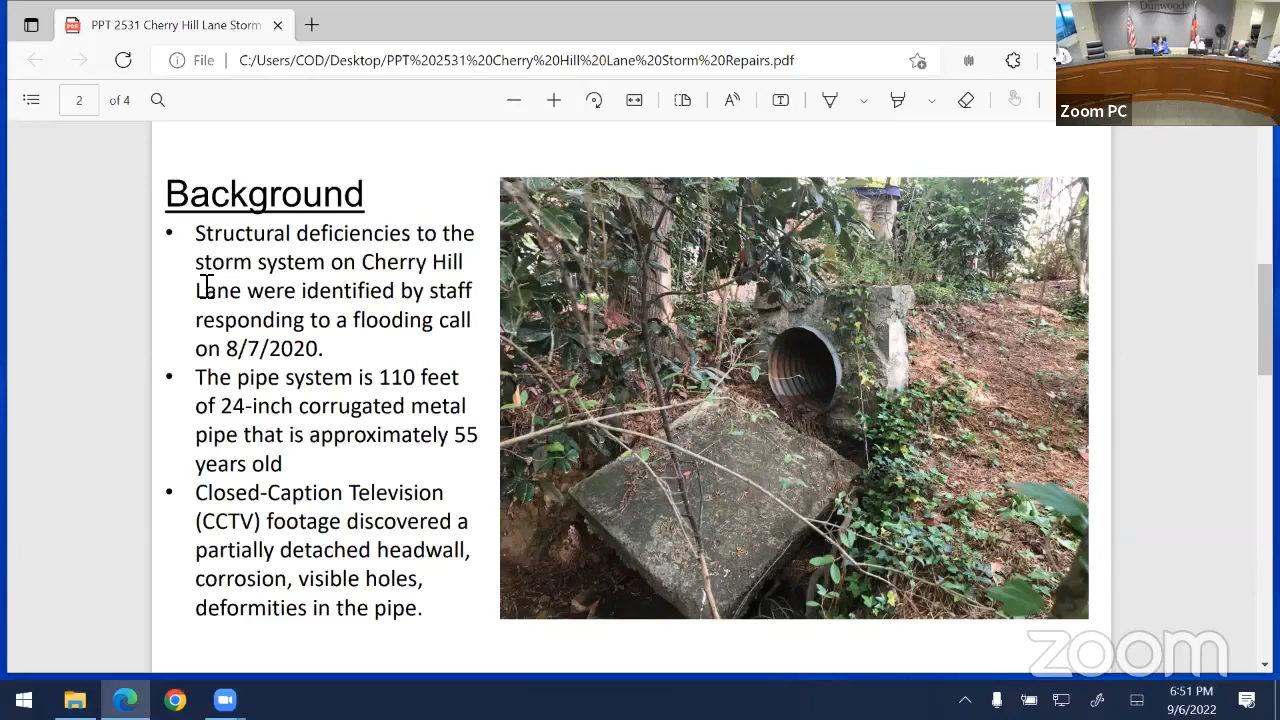 PPT 2531 Cherry Hill Lane Storm
File
C:/Users/COD/Desktop/PPT%202531%20Cherry%20Hill%20Lane%20Storm%20Repairs.pdf
2 of 4
Dunwoody
Zoom PC
Background
• Structural deficiencies to the
storm system on Cherry Hill
Lane were identified by staff
responding to a flooding call
on 8/7/2020.
• The pipe system is 110 feet
of 24-inch corrugated metal
pipe that is approximately 55
years old
• Closed-Caption Television
(CCTV) footage discovered a
partially detached headwall,
corrosion, visible holes,
deformities in the pipe.
zoom
6:51 PM
9/6/2022